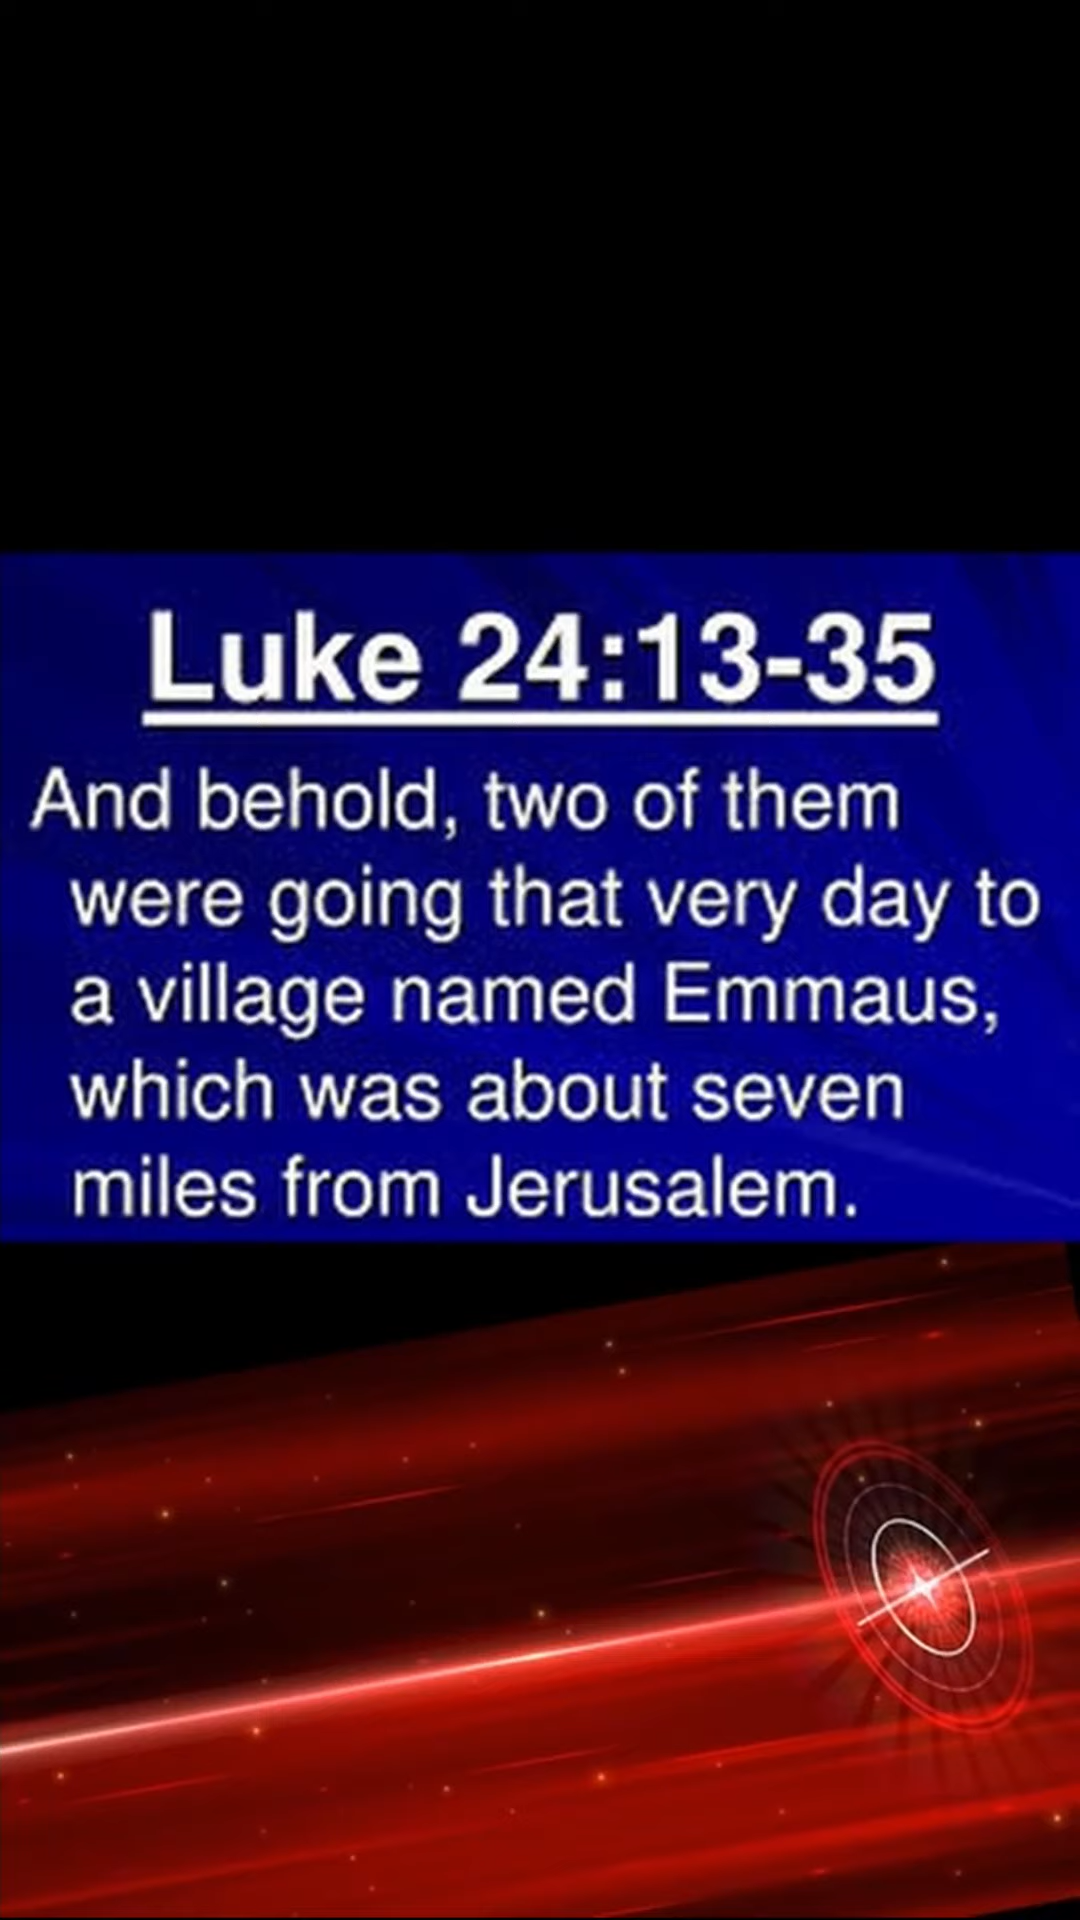 Luke 24:13-35
And behold, two of them
were going that very day to
a village named Emmaus,
which was about seven
miles from Jerusalem.